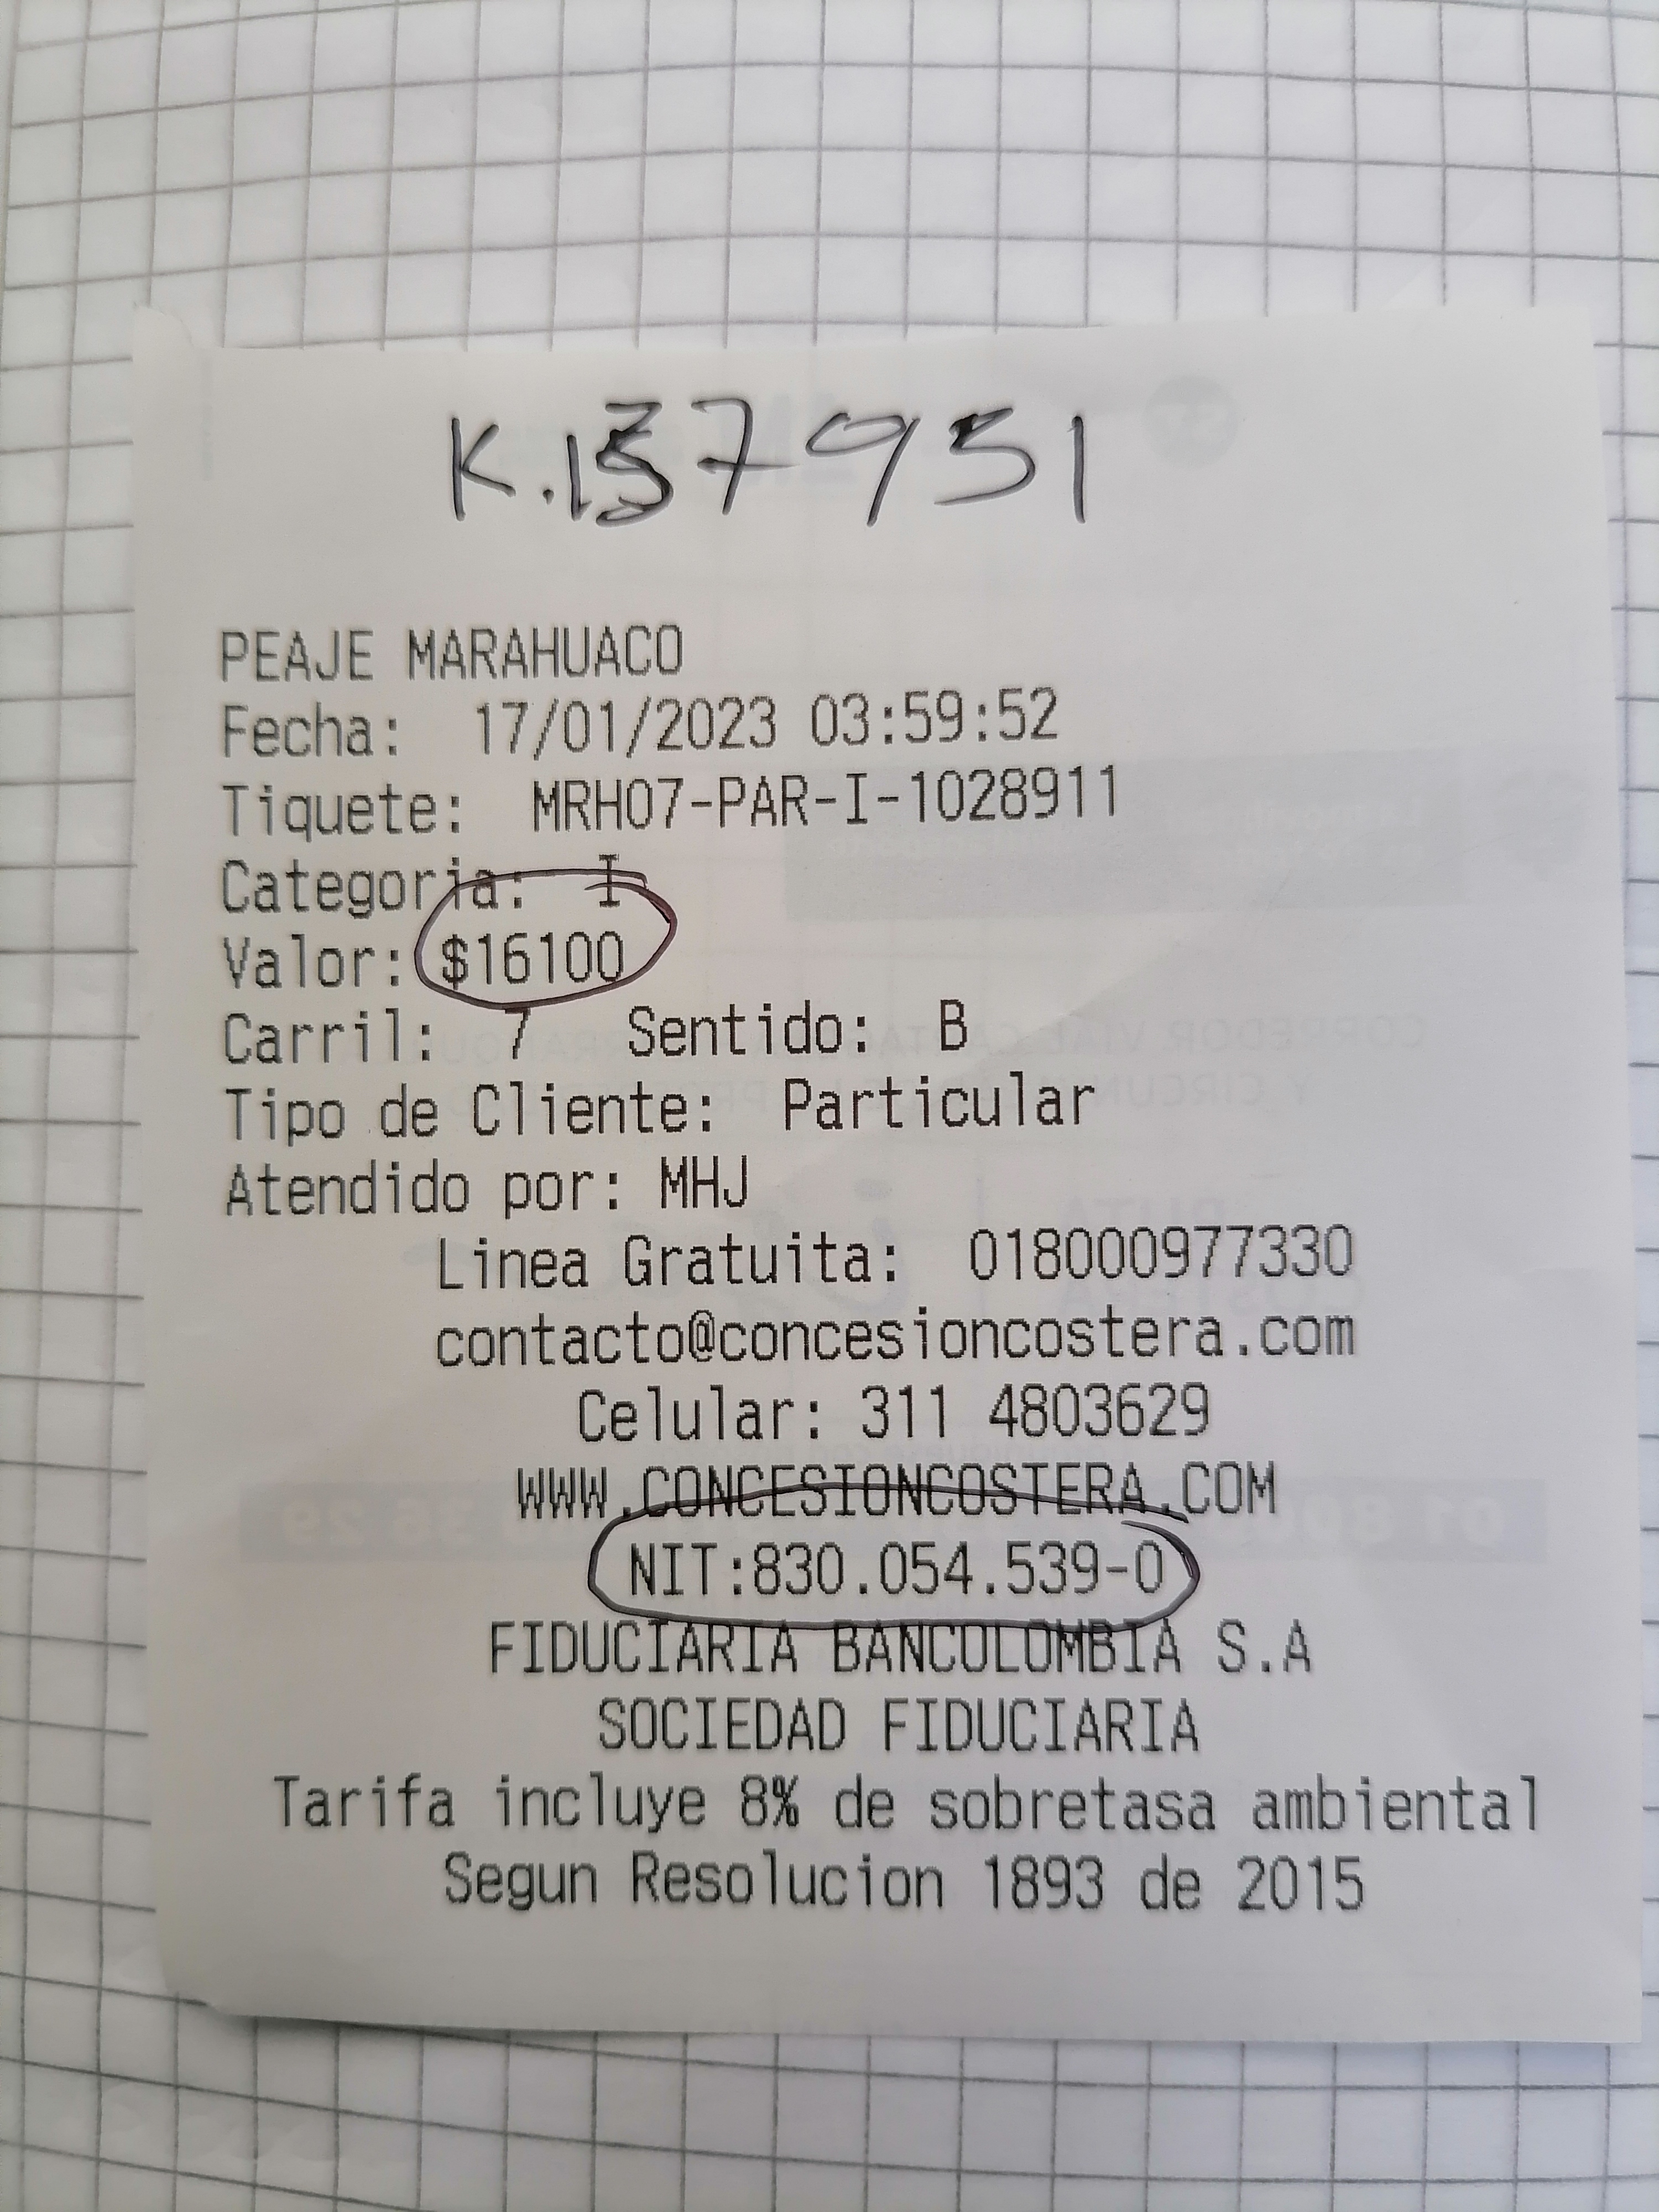 K.157951
PEAJE MARAHUACO
Fecha: 17/01/2023 03:59:52
Tiquete: MRH07-PAR-I-1028911
Categoria: I
Valor: $16100
Carril: 7 Sentido: B
Tipo de Cliente: Particular
Atendido por: MHJ
Linea Gratuita: 018000977330
contacto@concesioncostera.com
Celular: 311 4803629
WWW.CONCESIONCOSTERA.COM
NIT:830.054.539-0
FIDUCIARIA BANCOLOMBIA S.A
SOCIEDAD FIDUCIARIA
Tarifa incluye 8% de sobretasa ambiental
Segun Resolucion 1893 de 2015